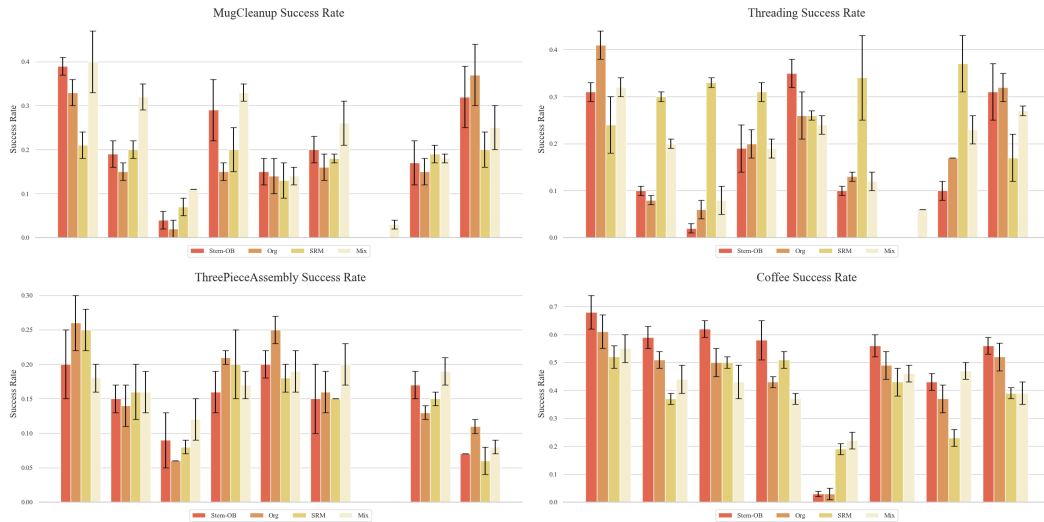 MugCleanup Success Rate
Success Rate
0.4
0.3
0.2
0.1
0.0
Stem-OB Org SRM Mix
Threading Success Rate
Success Rate
0.4
0.3
0.2
0.1
0.0
Stem-OB Org SRM Mix
ThreePieceAssembly Success Rate
Success Rate
0.30
0.25
0.20
0.15
0.10
0.05
0.00
Stem-OB Org SRM Mix
Coffee Success Rate
Success Rate
0.7
0.6
0.5
0.4
0.3
0.2
0.1
0.0
Stem-OB Org SRM Mix